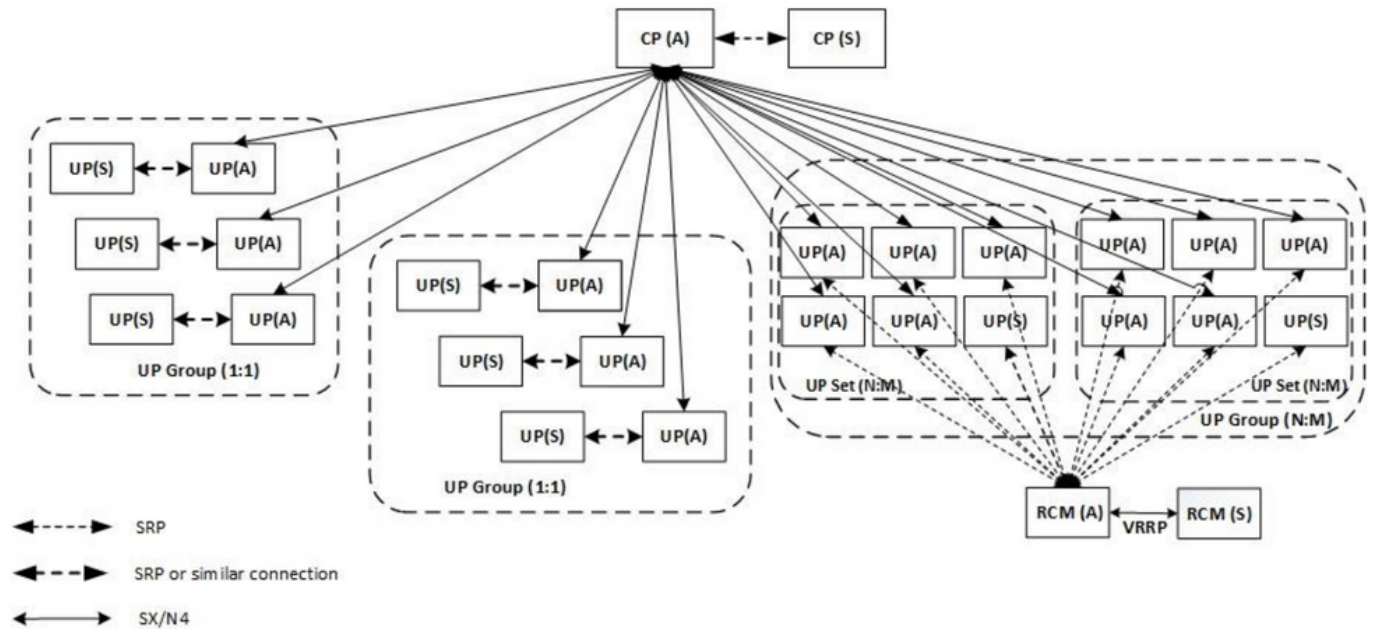 CP (A)
CP (S)
UP(S)
UP(A)
UP(S)
UP(A)
UP(S)
UP(A)
UP Group (1:1)
UP(S)
UP(A)
UP(S)
UP(A)
UP(S)
UP(A)
UP Group (1:1)
UP(A)
UP(A)
UP(A)
UP(A)
UP(A)
UP(S)
UP Set (N:M)
UP(A)
UP(A)
UP(A)
UP(A)
UP(A)
UP(S)
UP Set (N:M)
UP Group (N:M)
RCM (A)
VRRP
RCM (S)
SRP
SRP or similar connection
SX/N4